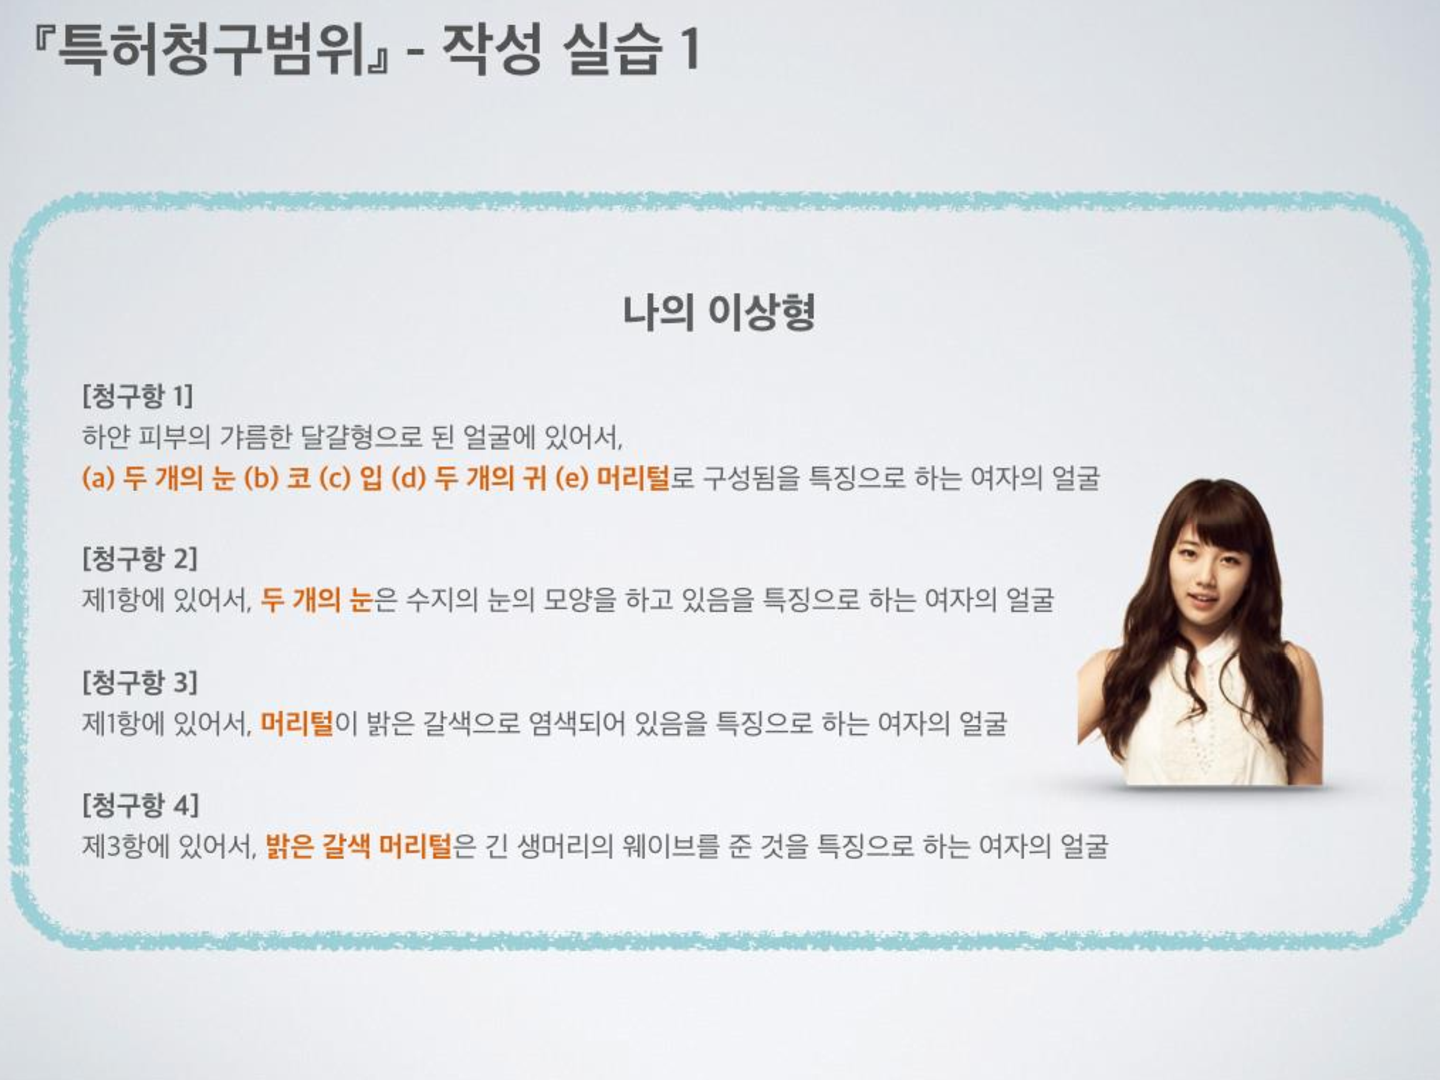 『특허청구범위』 - 작성 실습 1
나의 이상형
[청구항 1]
하얀 피부의 갸름한 달걀형으로 된 얼굴에 있어서,
(a) 두 개의 눈 (b) 코 (c) 입 (d) 두 개의 귀 (e) 머리털로 구성됨을 특징으로 하는 여자의 얼굴
[청구항 2]
제1항에 있어서, 두 개의 눈은 수지의 눈의 모양을 하고 있음을 특징으로 하는 여자의 얼굴
[청구항 3]
제1항에 있어서, 머리털이 밝은 갈색으로 염색되어 있음을 특징으로 하는 여자의 얼굴
[청구항 4]
제3항에 있어서, 밝은 갈색 머리털은 긴 생머리의 웨이브를 준 것을 특징으로 하는 여자의 얼굴